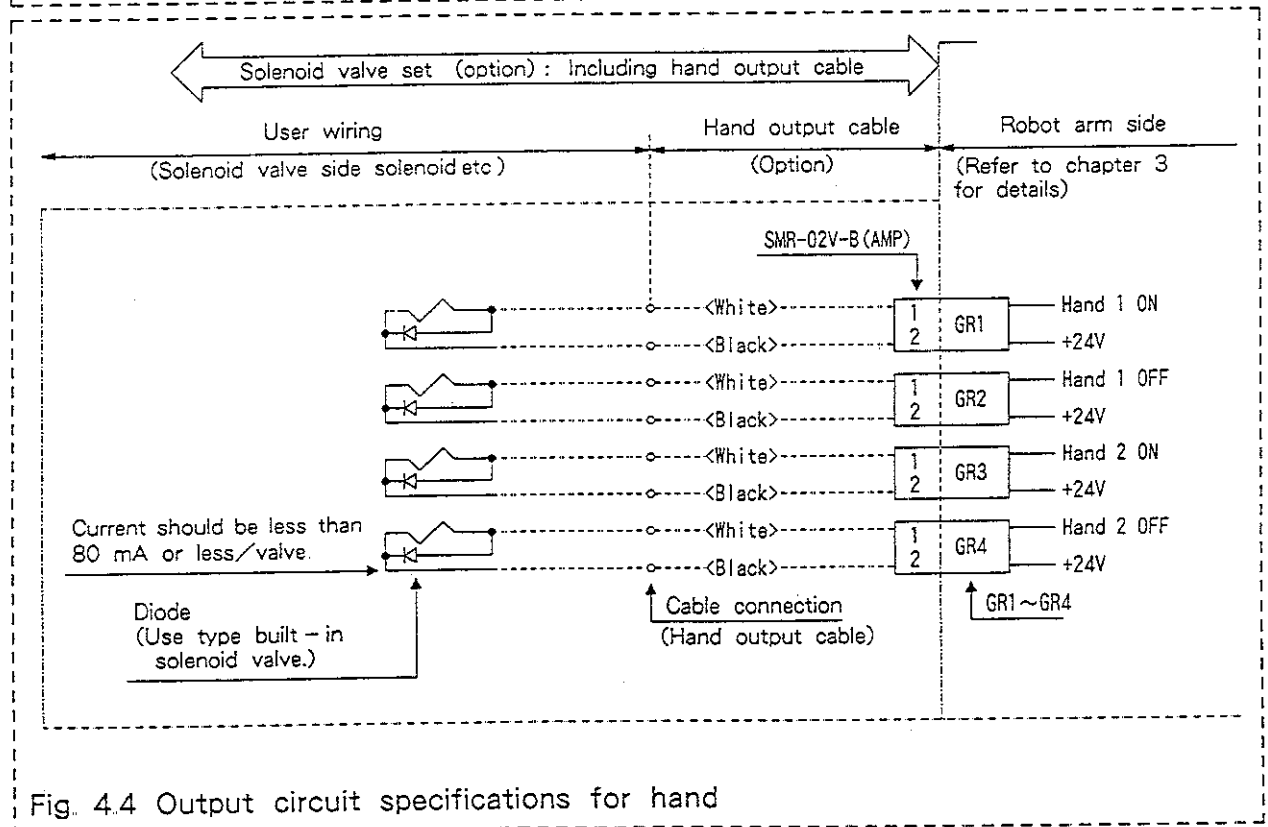 Solenoid valve set (option) : Including hand output cable
User wiring
(Solenoid valve side solenoid etc )
Hand output cable
(Option)
Robot arm side
(Refer to chapter 3
for details)
SMR-02V-B(AMP)
<White>
<Black>
1
2
GR1
Hand 1 ON
+24V
<White>
<Black>
1
2
GR2
Hand 1 OFF
+24V
<White>
<Black>
1
2
GR3
Hand 2 ON
+24V
<White>
<Black>
1
2
GR4
Hand 2 OFF
+24V
Current should be less than
80 mA or less/valve.
Diode
(Use type built-in
solenoid valve.)
Cable connection
(Hand output cable)
GR1~GR4
Fig. 4.4 Output circuit specifications for hand